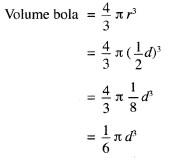 Volume bola = 4/3 π r³
= 4/3 π (1/2 d)³
= 4/3 π 1/8 d³
= 1/6 π d³